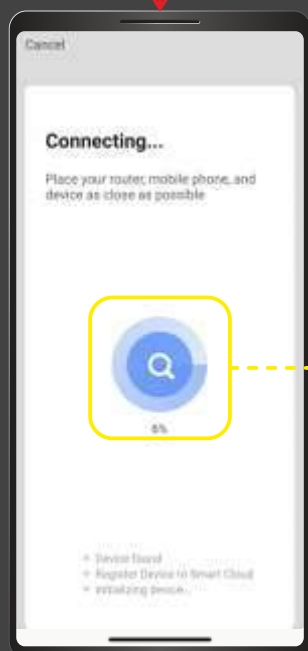 Cancel
Connecting...
Place your router, mobile phone, and
device as close as possible
6%
Device found
Register Device to Smart Cloud
Initializing device...